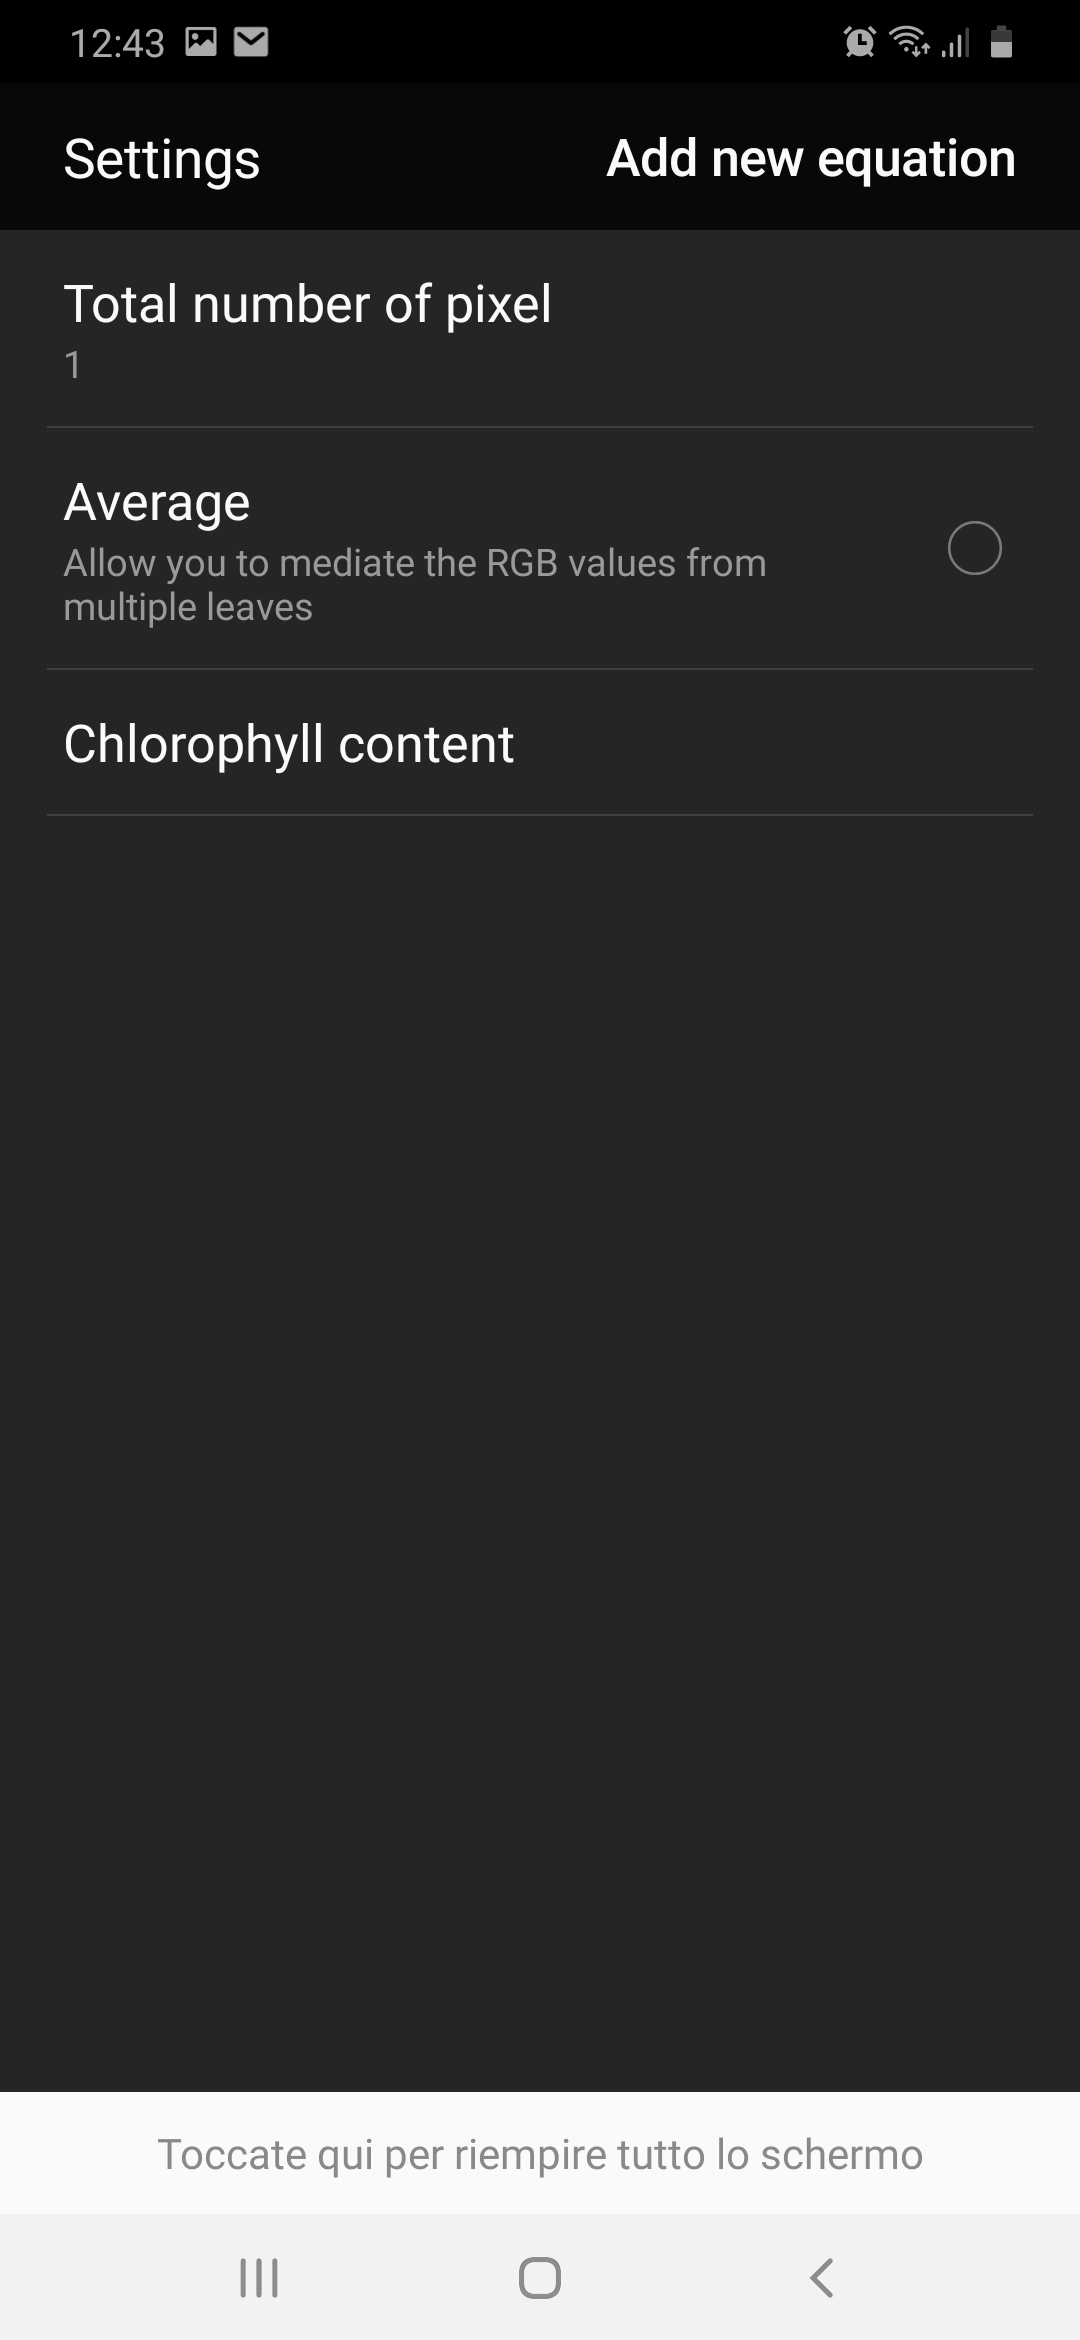 12:43
Settings
Add new equation
Total number of pixel
1
Average
Allow you to mediate the RGB values from
multiple leaves
Chlorophyll content
Toccate qui per riempire tutto lo schermo